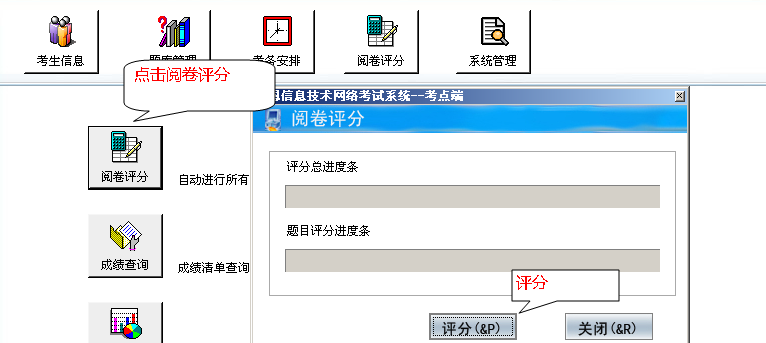 考生信息
题库管理
考务安排
阅卷评分
系统管理
点击阅卷评分
信息技术网络考试系统--考点端
阅卷评分
阅卷评分
自动进行所有
评分总进度条
题目评分进度条
成绩查询
成绩清单查询
评分
评分(&P)
关闭(&R)